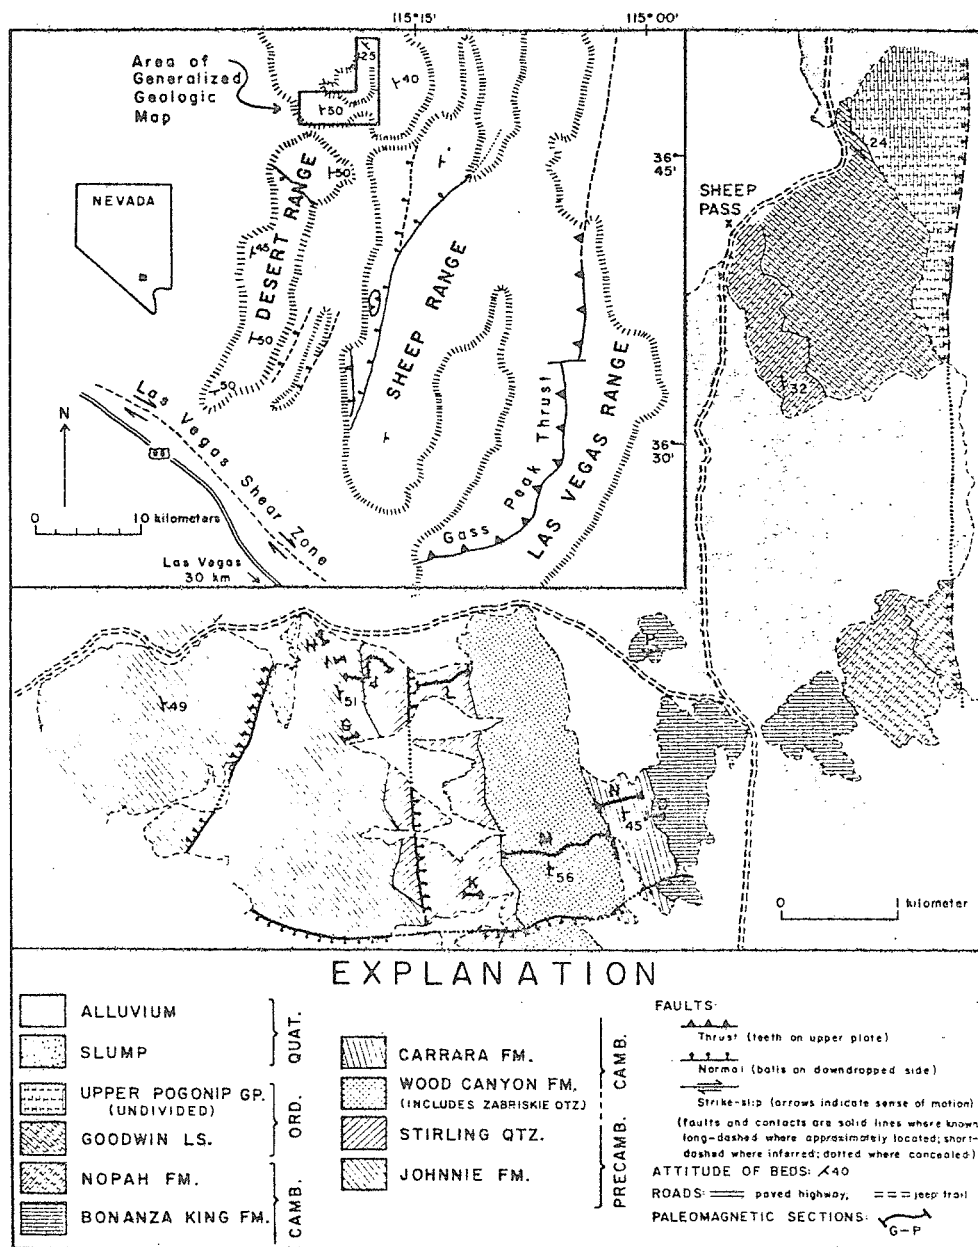 115°15'
115°00'
Area of
Generalized
Geologic
Map
25
40
50
NEVADA
50
45
50
50
DESERT RANGE
SHEEP RANGE
LAS VEGAS RANGE
Gass Peak Thrust
Las Vegas Shear Zone
N
95
0 10 kilometers
Las Vegas
30 km
36°
45'
36°
30'
SHEEP
PASS
24
32
49
51
H
I
J
G
L
P
N
O
45
M
56
K
0 1
kilometer
EXPLANATION
ALLUVIUM
SLUMP
QUAT.
UPPER POGONIP GP.
(UNDIVIDED)
GOODWIN LS.
ORD.
NOPAH FM.
BONANZA KING FM.
CAMB.
CARRARA FM.
WOOD CANYON FM.
(INCLUDES ZABRISKIE QTZ.)
STIRLING QTZ.
JOHNNIE FM.
PRECAMB. CAMB.
FAULTS:
Thrust (teeth on upper plate)
Normal (balls on downdropped side)
Strike-slip (arrows indicate sense of motion)
(faults and contacts are solid lines where known,
long-dashed where approximately located; short-
dashed where inferred; dotted where concealed)
ATTITUDE OF BEDS: 40
ROADS: paved highway, jeep trail
PALEOMAGNETIC SECTIONS:
G-P